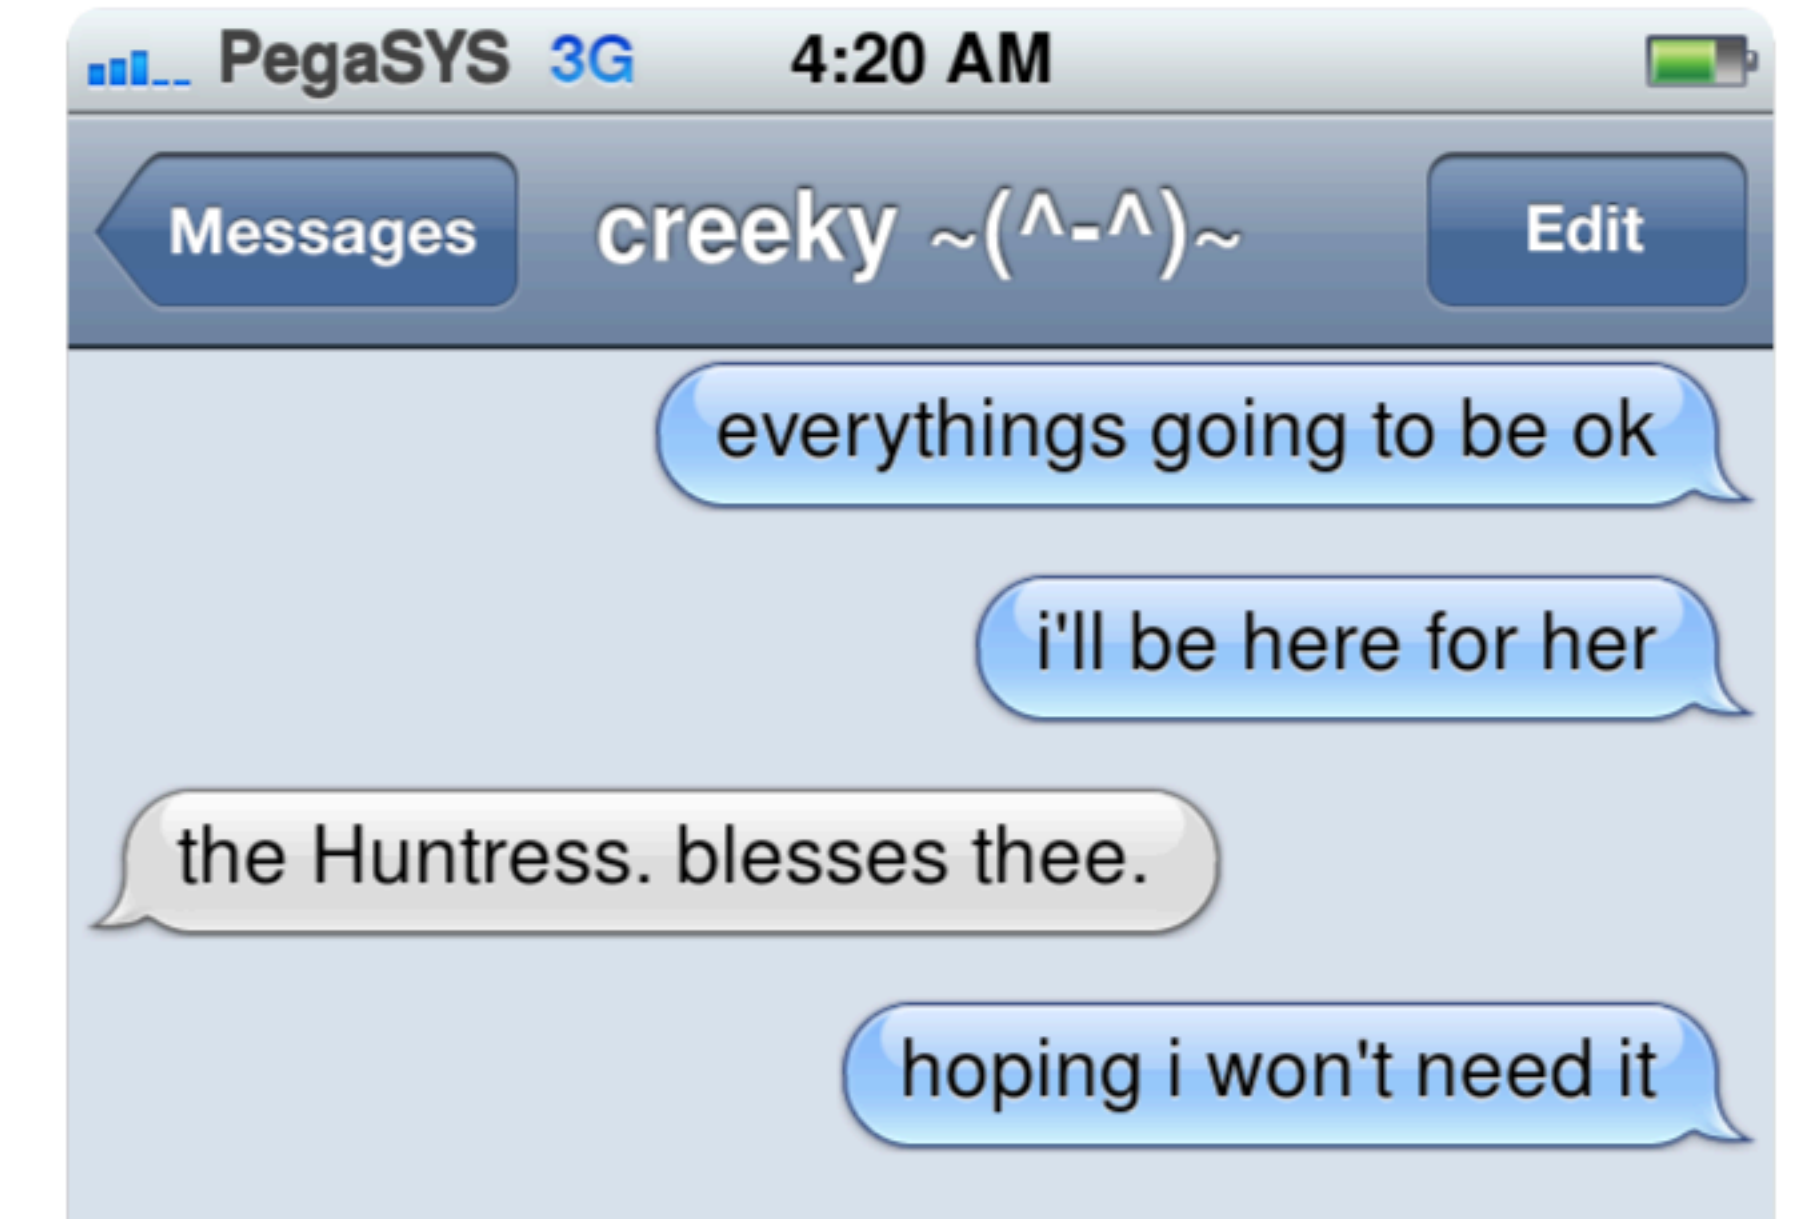 PegaSYS 3G 4:20 AM
Messages creeky ~(^-^)~ Edit
everythings going to be ok
i'll be here for her
the Huntress. blesses thee.
hoping i won't need it